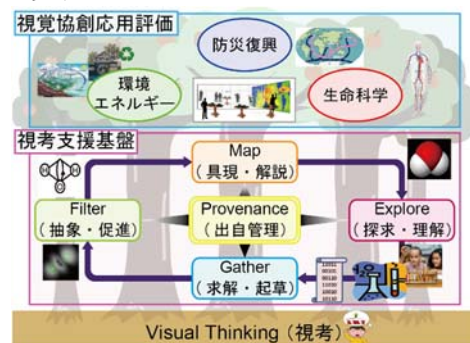 視覚協創応用評価
防災復興
環境
エネルギー
生命科学
視考支援基盤
Map
(具現・解説)
Filter
(抽象・促進)
Provenance
(出自管理)
Explore
(探求・理解)
Gather
(求解・起草)
Visual Thinking (視考)